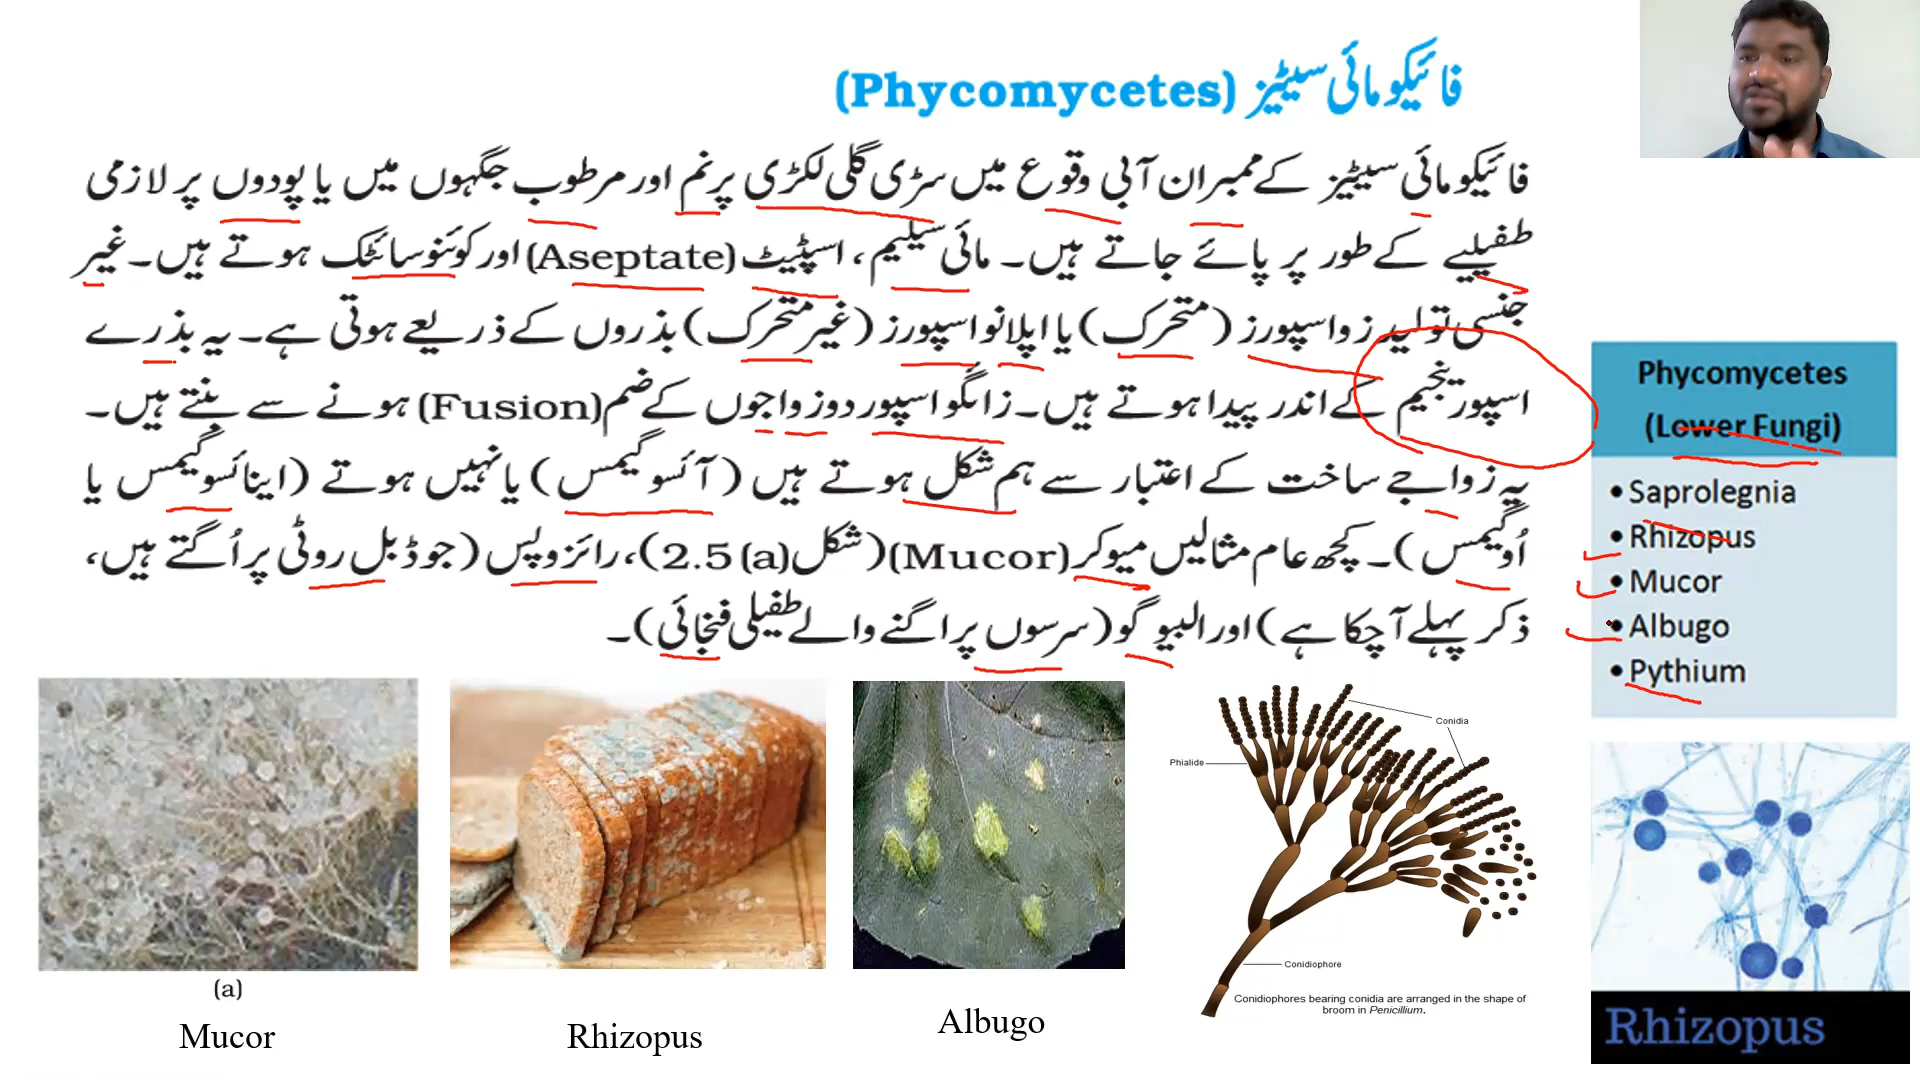 فائیکومائی سیٹیز (Phycomycetes)
فائیکومائی سیٹیز کے ممبران آبی وقوع میں سڑی گلی لکڑی پر نم اور مرطوب جگہوں میں یا پودوں پر لازمی
طفیلیے کے طور پر پائے جاتے ہیں۔ مائی سیلیم، اسپٹیٹ (Aseptate) اور کوئنوسائٹک ہوتے ہیں۔ غیر
جنسی تولید زواسپورز (متحرک) یا اپلانواسپورز (غیر متحرک) بذروں کے ذریعے ہوتی ہے۔ یہ بذرے
اسپورینجیم کے اندر پیدا ہوتے ہیں۔ زائگواسپور دو زواجوں کے ضم (Fusion) ہونے سے بنتے ہیں۔
یہ زواجے ساخت کے اعتبار سے ہم شکل ہوتے ہیں (آئسوگیمس) یا نہیں ہوتے (اینائسوگیمس یا
اُوگیمس)۔ کچھ عام مثالیں میوکر (Mucor) (شکل 2.5 (a))، رائزوپس (جو ڈبل روٹی پر اُگتے ہیں،
ذکر پہلے آچکا ہے) اور البیوگو (سرسوں پر اگنے والے طفیلی فنجائی)۔
Phycomycetes
(Lower Fungi)
• Saprolegnia
• Rhizopus
• Mucor
• Albugo
• Pythium
(a)
Mucor
Rhizopus
Albugo
Conidia
Phialide
Conidiophore
Conidiophores bearing conidia are arranged in the shape of
broom in Penicillium.
Rhizopus